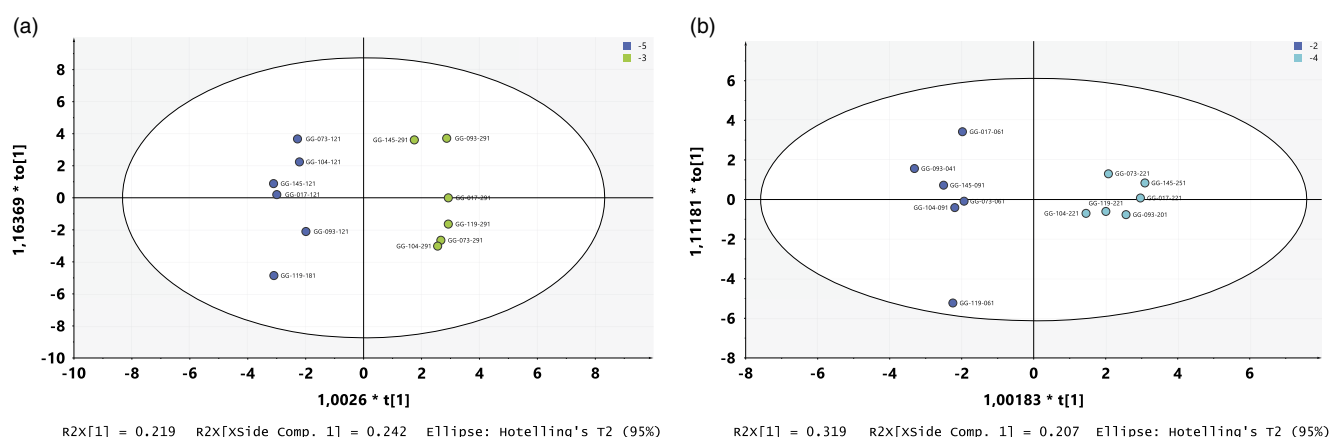 (a)
-5
-3
8
6
4
2
0
-2
-4
-6
-8
-10
1,16369 * to[1]
GG-073-121
GG-104-121
GG-145-121
GG-017-121
GG-093-121
GG-119-181
GG-145-291
GG-093-291
GG-017-291
GG-119-291
GG-073-291
GG-104-291
-10 -8 -6 -4 -2 0 2 4 6 8
1,0026 * t[1]
R2X[1] = 0.219 R2X[XSide Comp. 1] = 0.242 Ellipse: Hotelling's T2 (95%)
(b)
-2
-4
6
4
2
0
-2
-4
-6
-8
1,11181 * to[1]
GG-017-061
GG-093-041
GG-145-091
GG-073-061
GG-104-091
GG-119-061
GG-073-221
GG-145-251
GG-017-221
GG-119-221
GG-104-221
GG-093-201
-8 -6 -4 -2 0 2 4 6
1,00183 * t[1]
R2X[1] = 0.319 R2X[XSide Comp. 1] = 0.207 Ellipse: Hotelling's T2 (95%)